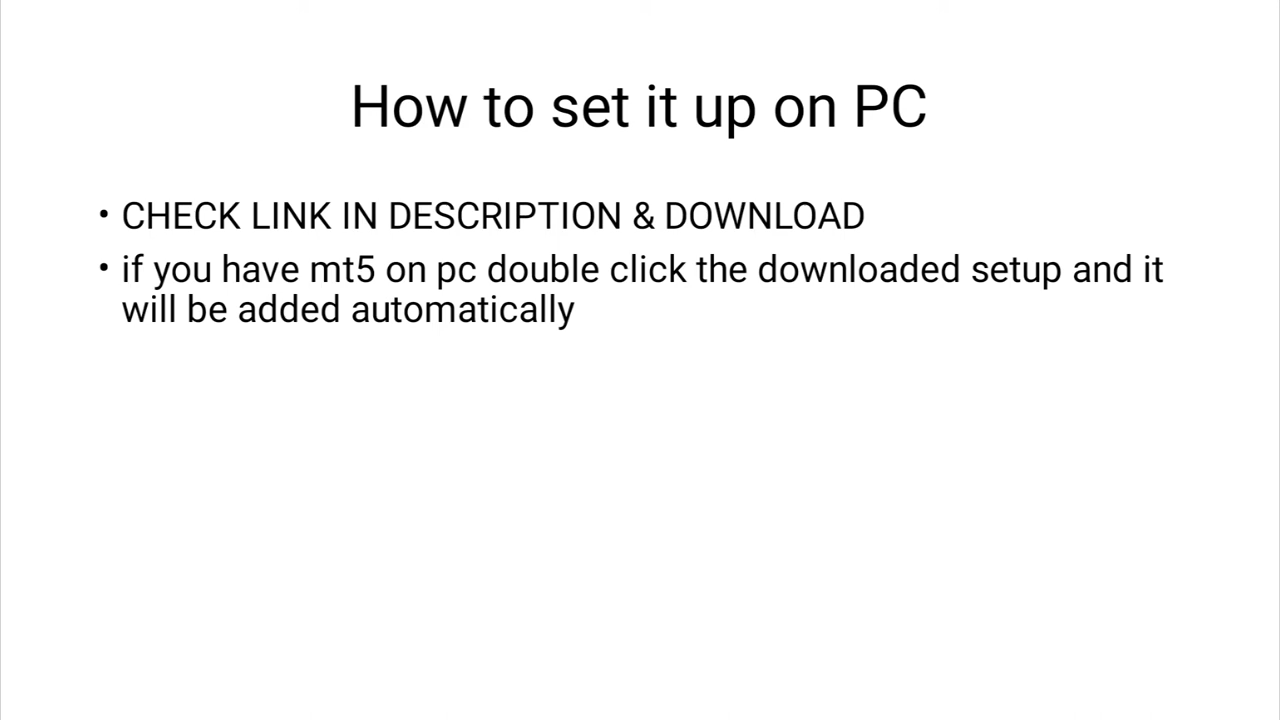 How to set it up on PC
• CHECK LINK IN DESCRIPTION & DOWNLOAD
• if you have mt5 on pc double click the downloaded setup and it
will be added automatically